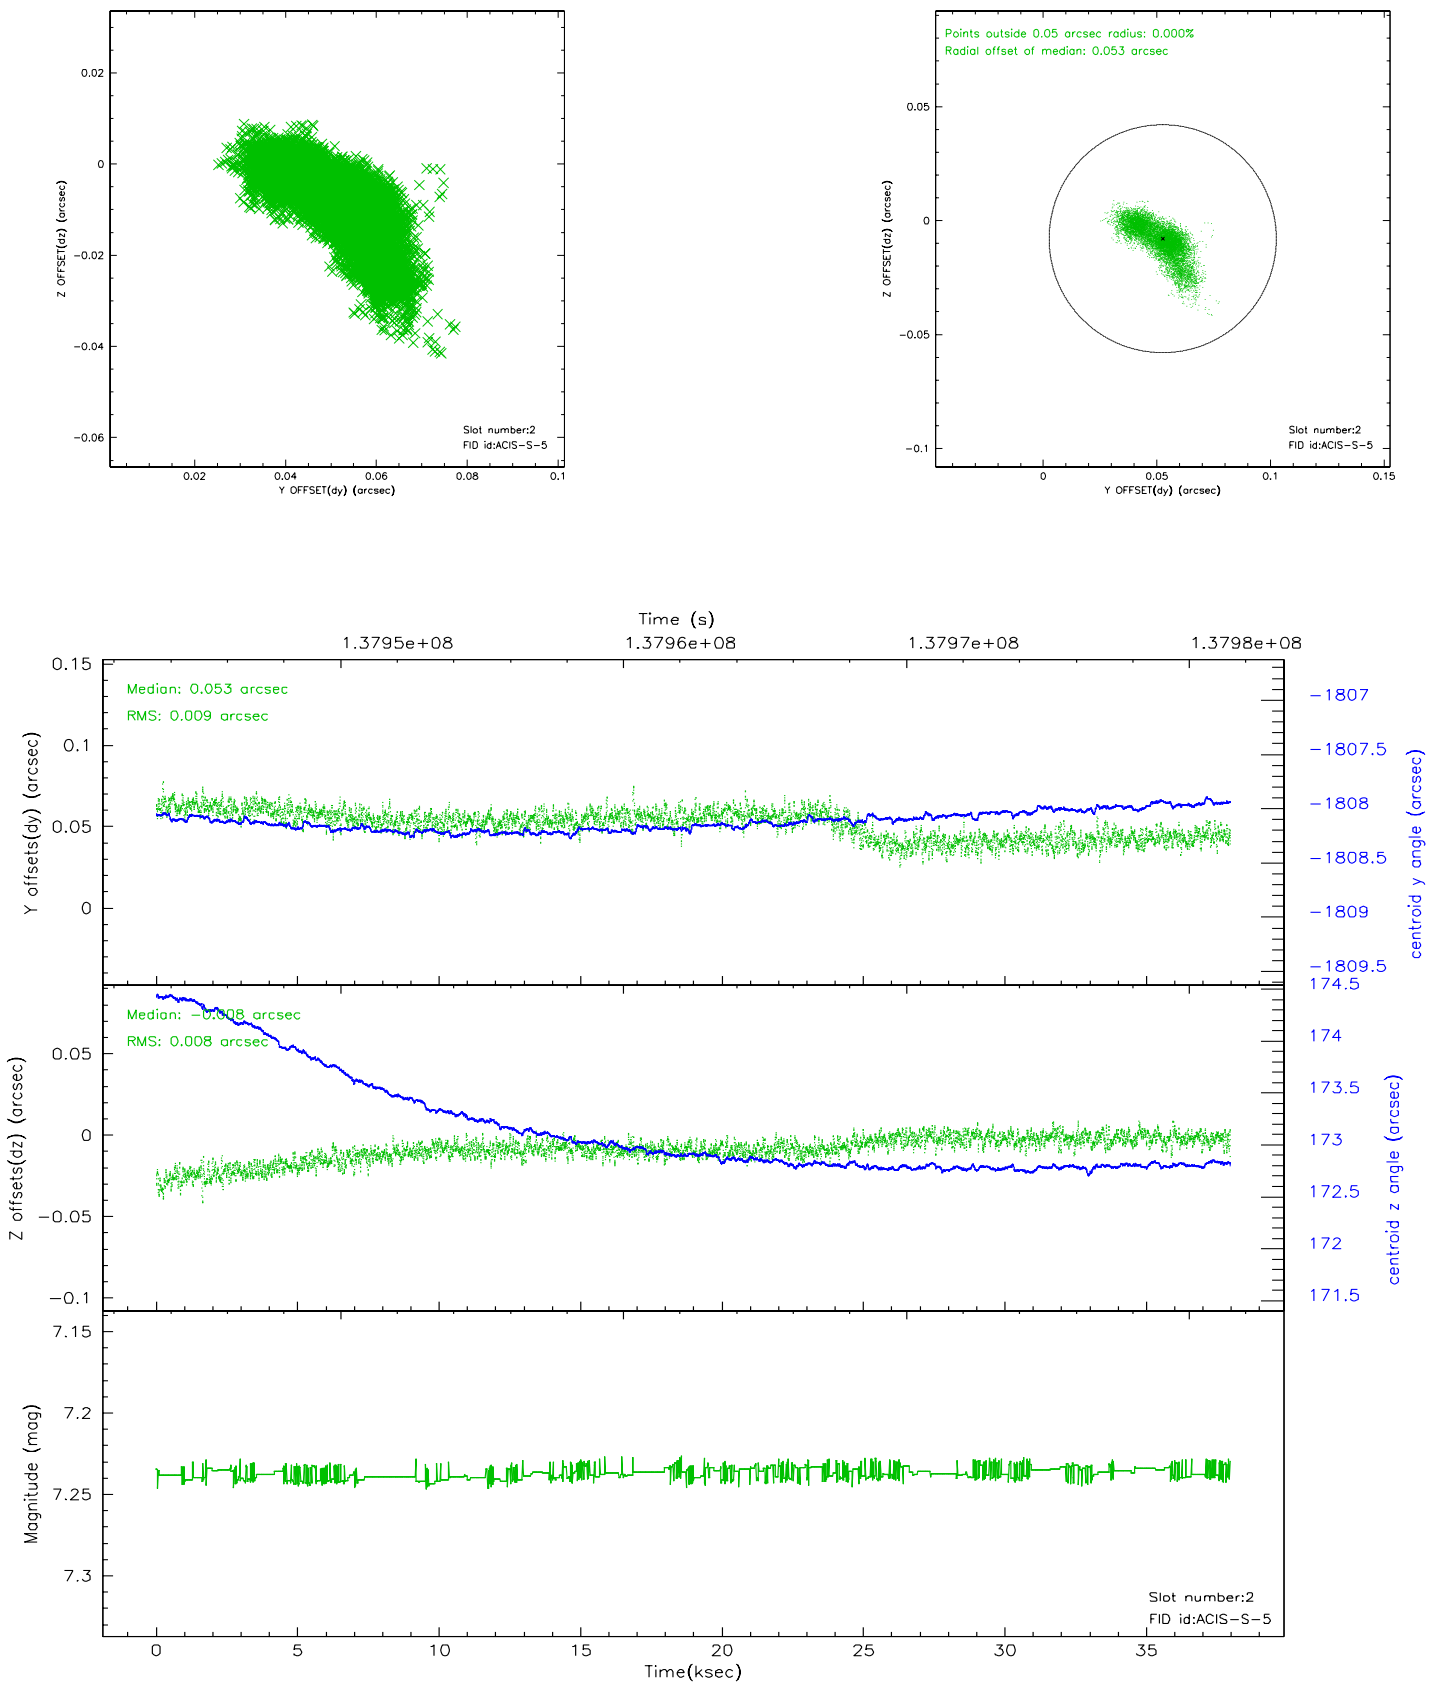 0.02
0
-0.02
-0.04
-0.06
Z OFFSET(dz) (arcsec)
Slot number:2
FID id:ACIS-S-5
0.02
0.04
0.06
0.08
0.1
Y OFFSET(dy) (arcsec)
Points outside 0.05 arcsec radius: 0.000%
Radial offset of median: 0.053 arcsec
0.05
0
-0.05
-0.1
Z OFFSET(dz) (arcsec)
Slot number:2
FID id:ACIS-S-5
0
0.05
0.1
0.15
Y OFFSET(dy) (arcsec)
Time (s)
1.3795e+08
1.3796e+08
1.3797e+08
1.3798e+08
0.15
0.1
0.05
0
Y offsets(dy) (arcsec)
Median: 0.053 arcsec
RMS: 0.009 arcsec
-1807
-1807.5
-1808
-1808.5
-1809
-1809.5
centroid y angle (arcsec)
0.05
0
-0.05
-0.1
Z offsets(dz) (arcsec)
Median: -0.008 arcsec
RMS: 0.008 arcsec
174.5
174
173.5
173
172.5
172
171.5
centroid z angle (arcsec)
7.15
7.2
7.25
7.3
Magnitude (mag)
Slot number:2
FID id:ACIS-S-5
0
5
10
15
20
25
30
35
Time(ksec)